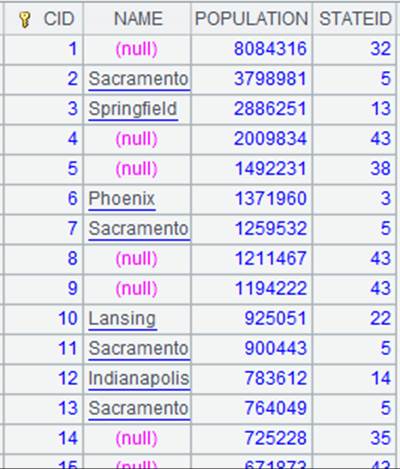 CID NAME POPULATION STATEID
1 (null) 8084316 32
2 Sacramento 3798981 5
3 Springfield 2886251 13
4 (null) 2009834 43
5 (null) 1492231 38
6 Phoenix 1371960 3
7 Sacramento 1259532 5
8 (null) 1211467 43
9 (null) 1194222 43
10 Lansing 925051 22
11 Sacramento 900443 5
12 Indianapolis 783612 14
13 Sacramento 764049 5
14 (null) 725228 35
15 (null) 671873 43